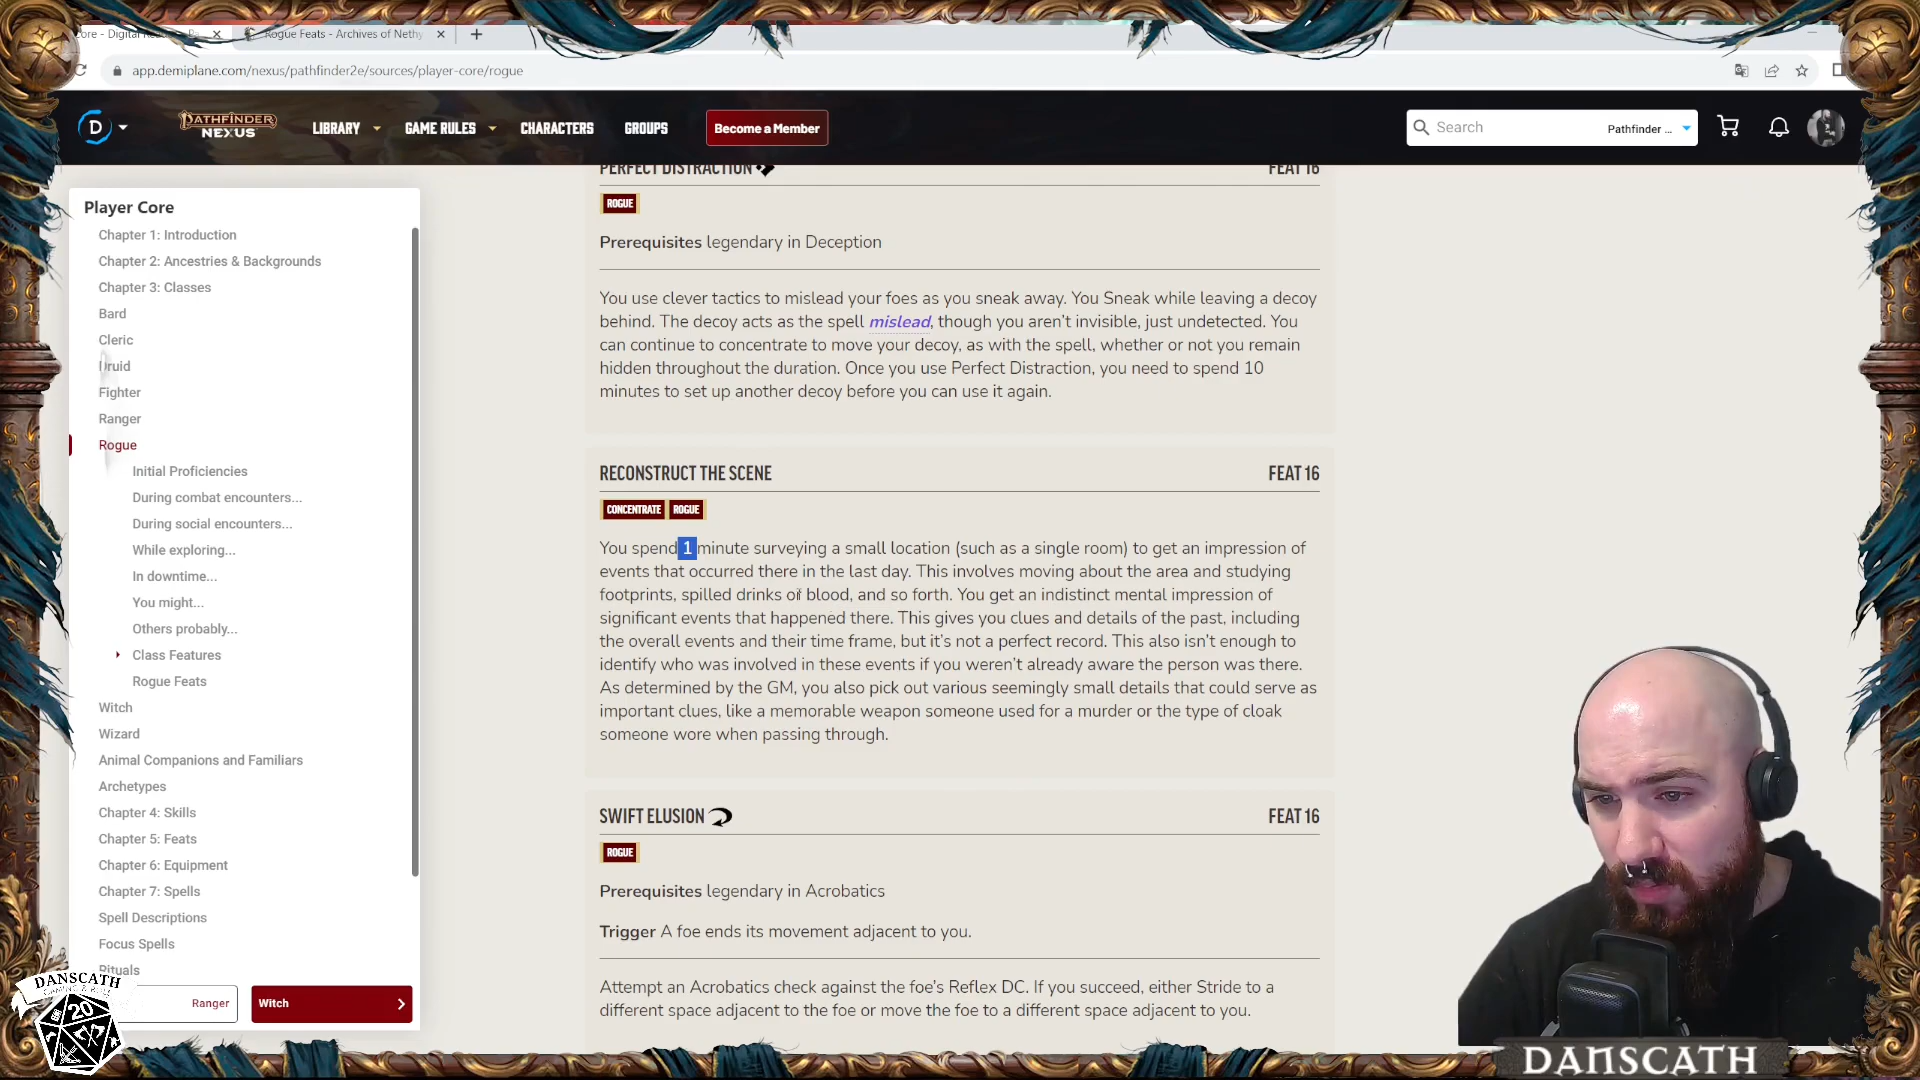 Core - Digital Rea
Rogue Feats - Archives of Nethy
app.demiplane.com/nexus/pathfinder2e/sources/player-core/rogue
D
PATHFINDER
NEXUS
LIBRARY
GAME RULES
CHARACTERS
GROUPS
Become a Member
Search
Pathfinder ...
Player Core
Chapter 1: Introduction
Chapter 2: Ancestries & Backgrounds
Chapter 3: Classes
Bard
Cleric
Druid
Fighter
Ranger
Rogue
Initial Proficiencies
During combat encounters...
During social encounters...
While exploring...
In downtime...
You might...
Others probably...
Class Features
Rogue Feats
Witch
Wizard
Animal Companions and Familiars
Archetypes
Chapter 4: Skills
Chapter 5: Feats
Chapter 6: Equipment
Chapter 7: Spells
Spell Descriptions
Focus Spells
Rituals
Ranger
Witch
PERFECT DISTRACTION
FEAT 16
ROGUE
Prerequisites legendary in Deception
You use clever tactics to mislead your foes as you sneak away. You Sneak while leaving a decoy
behind. The decoy acts as the spell mislead, though you aren't invisible, just undetected. You
can continue to concentrate to move your decoy, as with the spell, whether or not you remain
hidden throughout the duration. Once you use Perfect Distraction, you need to spend 10
minutes to set up another decoy before you can use it again.
RECONSTRUCT THE SCENE
FEAT 16
CONCENTRATE ROGUE
You spend 1 minute surveying a small location (such as a single room) to get an impression of
events that occurred there in the last day. This involves moving about the area and studying
footprints, spilled drinks or blood, and so forth. You get an indistinct mental impression of
significant events that happened there. This gives you clues and details of the past, including
the overall events and their time frame, but it's not a perfect record. This also isn't enough to
identify who was involved in these events if you weren't already aware the person was there.
As determined by the GM, you also pick out various seemingly small details that could serve as
important clues, like a memorable weapon someone used for a murder or the type of cloak
someone wore when passing through.
SWIFT ELUSION
FEAT 16
ROGUE
Prerequisites legendary in Acrobatics
Trigger A foe ends its movement adjacent to you.
Attempt an Acrobatics check against the foe's Reflex DC. If you succeed, either Stride to a
different space adjacent to the foe or move the foe to a different space adjacent to you.
DANSCATH
GAMING & ROLL
20
DANSCATH